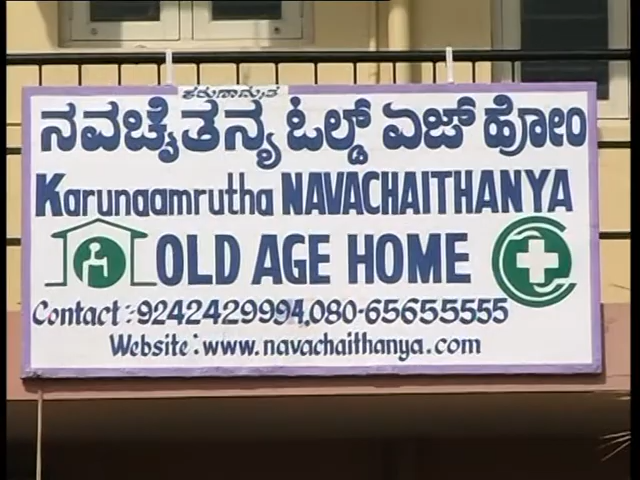 ಕರುಣಾಮೃತ
ನವಚೈತನ್ಯ ಓಲ್ಡ್ ಏಜ್ ಹೋಂ
Karunaamrutha NAVACHAITHANYA
OLD AGE HOME
Contact:-9242429994,080-65655555
Website:www.navachaithanya.com